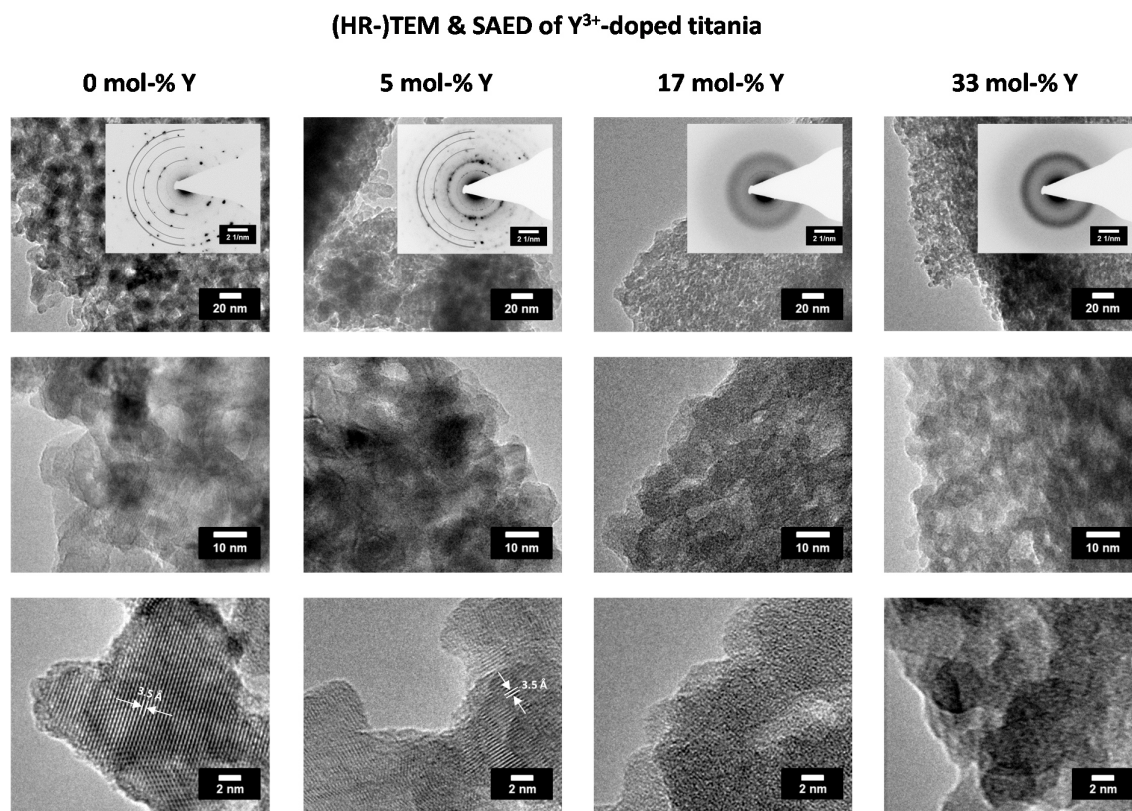 (HR-)TEM & SAED of Y³⁺-doped titania
0 mol-% Y
5 mol-% Y
17 mol-% Y
33 mol-% Y
2 1/nm
2 1/nm
2 1/nm
2 1/nm
20 nm
20 nm
20 nm
20 nm
10 nm
10 nm
10 nm
10 nm
3.5 Å
3.5 Å
2 nm
2 nm
2 nm
2 nm